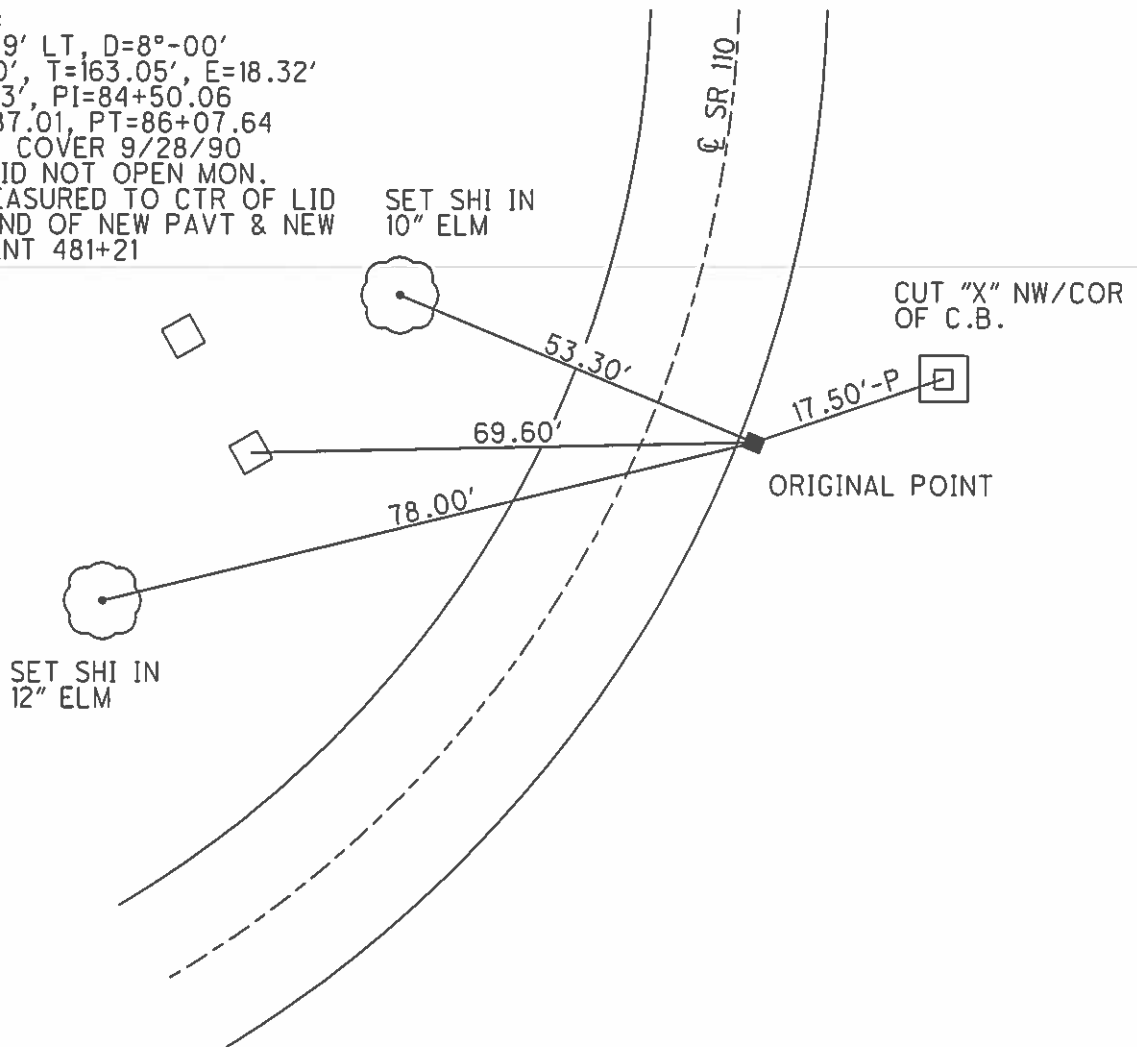 9' LT, D=8°-00'
0', T=163.05', E=18.32'
3', PI=84+50.06
87.01, PT=86+07.64
COVER 9/28/90
ID NOT OPEN MON.
EASURED TO CTR OF LID
ND OF NEW PAVT & NEW
NT 481+21
SET SHI IN
10" ELM
℄ SR 110
CUT "X" NW/COR
OF C.B.
53.30'
17.50'-P
69.60'
ORIGINAL POINT
78.00'
SET SHI IN
12" ELM